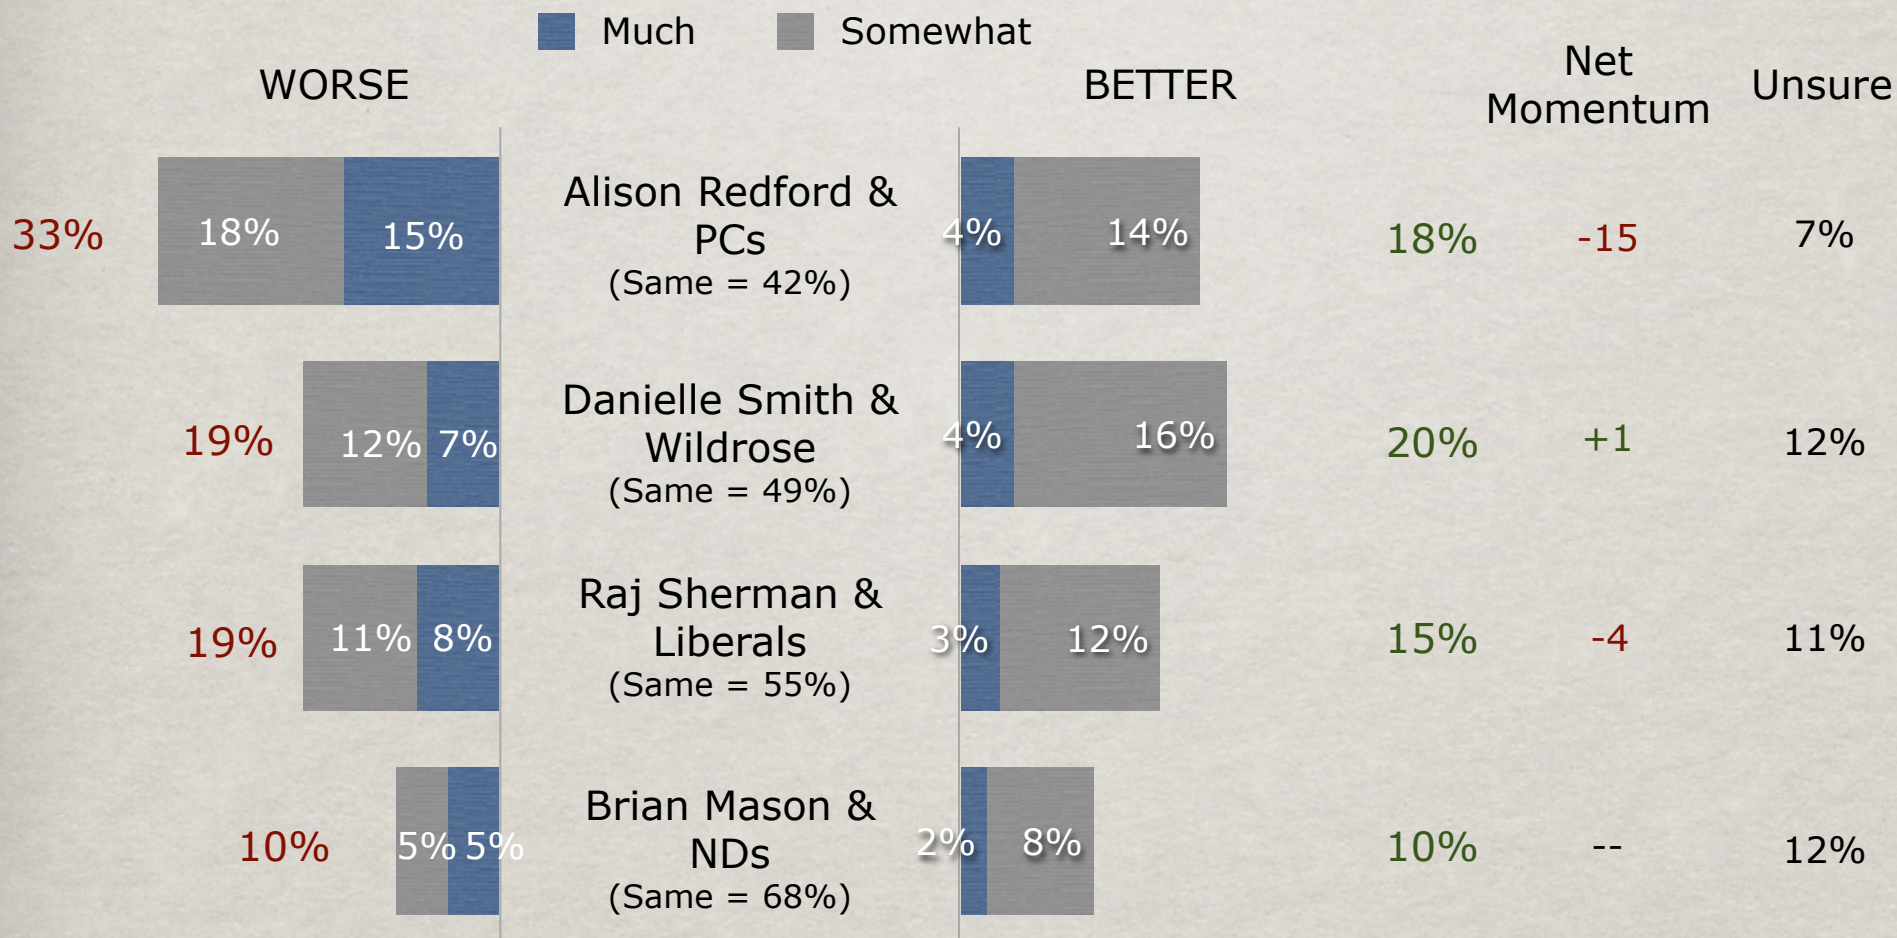 Much Somewhat
WORSE BETTER Net Momentum Unsure
33% 18% 15% Alison Redford & 4% 14% 18% -15 7%
PCs
(Same = 42%)
19% 12% 7% Danielle Smith & 4% 16% 20% +1 12%
Wildrose
(Same = 49%)
19% 11% 8% Raj Sherman & 3% 12% 15% -4 11%
Liberals
(Same = 55%)
10% 5% 5% Brian Mason & 2% 8% 10% -- 12%
NDs
(Same = 68%)